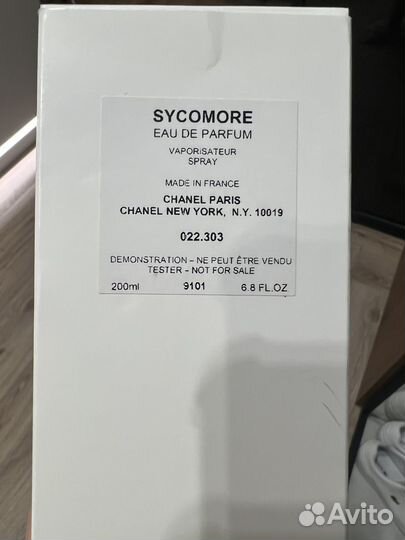 SYCOMORE
EAU DE PARFUM
VAPORISATEUR
SPRAY
MADE IN FRANCE
CHANEL PARIS
CHANEL NEW YORK, N.Y. 10019
022.303
DEMONSTRATION – NE PEUT ÊTRE VENDU
TESTER – NOT FOR SALE
200ml 9101 6.8 FL.OZ
Avito